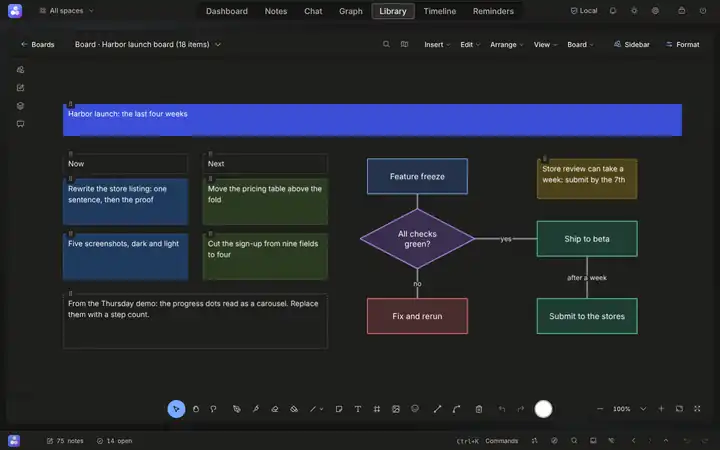 All spaces
Dashboard
Notes
Chat
Graph
Library
Timeline
Reminders
Local
Boards
Board · Harbor launch board (18 items)
Insert
Edit
Arrange
View
Board
Sidebar
Format
Harbor launch: the last four weeks
Now
Next
Rewrite the store listing: one
sentence, then the proof
Move the pricing table above the
fold
Five screenshots, dark and light
Cut the sign-up from nine fields
to four
From the Thursday demo: the progress dots read as a carousel. Replace
them with a step count.
Feature freeze
All checks
green?
yes
no
Fix and rerun
Store review can take a
week: submit by the 7th
Ship to beta
after a week
Submit to the stores
100%
75 notes
14 open
Ctrl+K
Commands